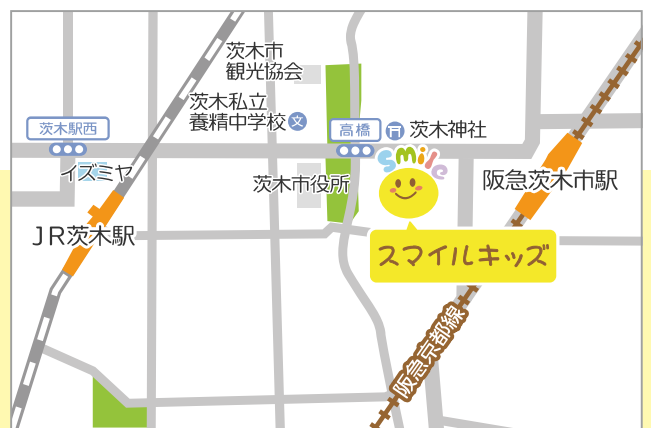 茨木市
観光協会
茨木私立
養精中学校
文
茨木駅西
高橋
茨木神社
smile
イズミヤ
茨木市役所
阪急茨木市駅
JR茨木駅
スマイルキッズ
阪急京都線